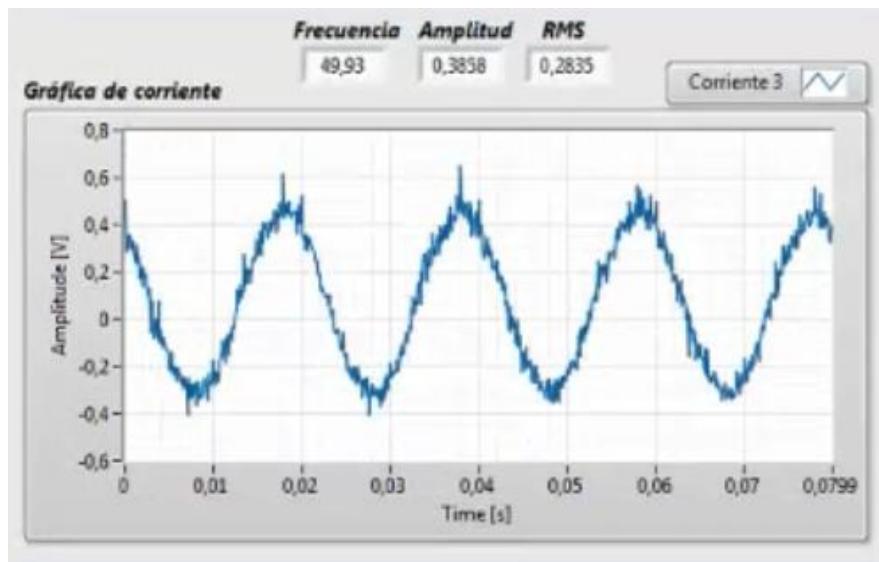 Frecuencia Amplitud RMS
49,93 0,3858 0,2835
Gráfica de corriente
Corriente 3
0,8
0,6
0,4
0,2
0
-0,2
-0,4
-0,6
Amplitude [V]
0 0,01 0,02 0,03 0,04 0,05 0,06 0,07 0,0799
Time [s]